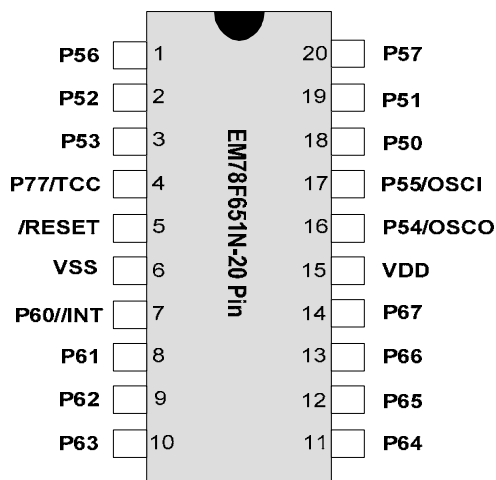 P56 1 20 P57
P52 2 19 P51
P53 3 18 P50
P77/TCC 4 17 P55/OSCI
/RESET 5 16 P54/OSCO
VSS 6 15 VDD
P60//INT 7 14 P67
P61 8 13 P66
P62 9 12 P65
P63 10 11 P64
EM78F651N-20 Pin